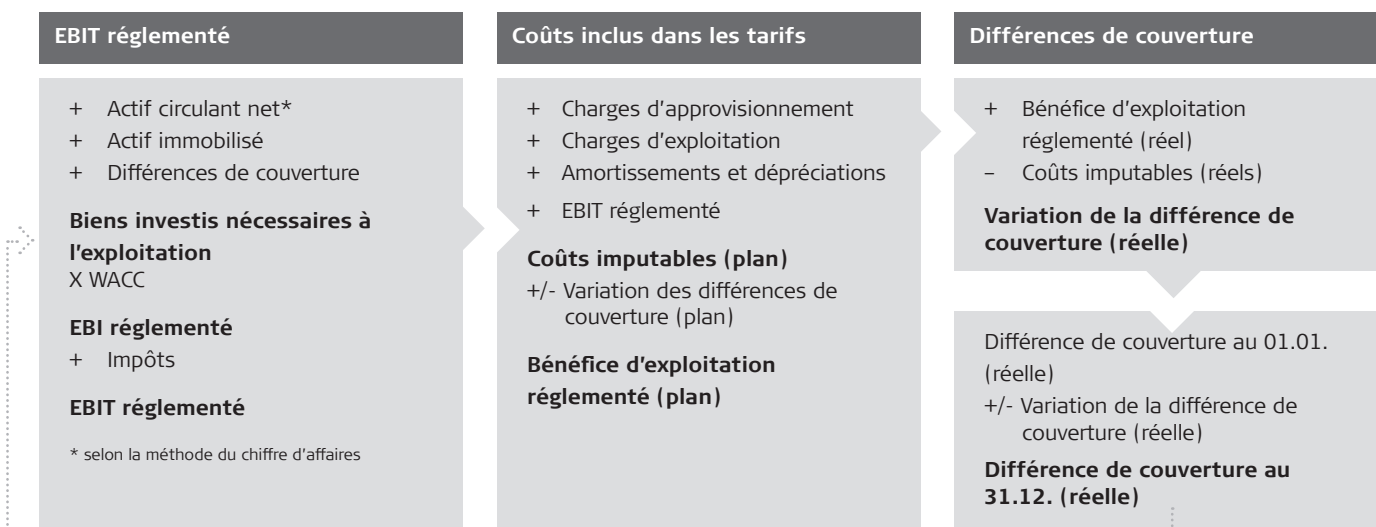 EBIT réglementé
+ Actif circulant net*
+ Actif immobilisé
+ Différences de couverture
Biens investis nécessaires à
l'exploitation
X WACC
EBI réglementé
+ Impôts
EBIT réglementé
* selon la méthode du chiffre d'affaires
Coûts inclus dans les tarifs
+ Charges d'approvisionnement
+ Charges d'exploitation
+ Amortissements et dépréciations
+ EBIT réglementé
Coûts imputables (plan)
+/- Variation des différences de
couverture (plan)
Bénéfice d'exploitation
réglementé (plan)
Différences de couverture
+ Bénéfice d'exploitation
réglementé (réel)
– Coûts imputables (réels)
Variation de la différence de
couverture (réelle)
Différence de couverture au 01.01.
(réelle)
+/- Variation de la différence de
couverture (réelle)
Différence de couverture au
31.12. (réelle)